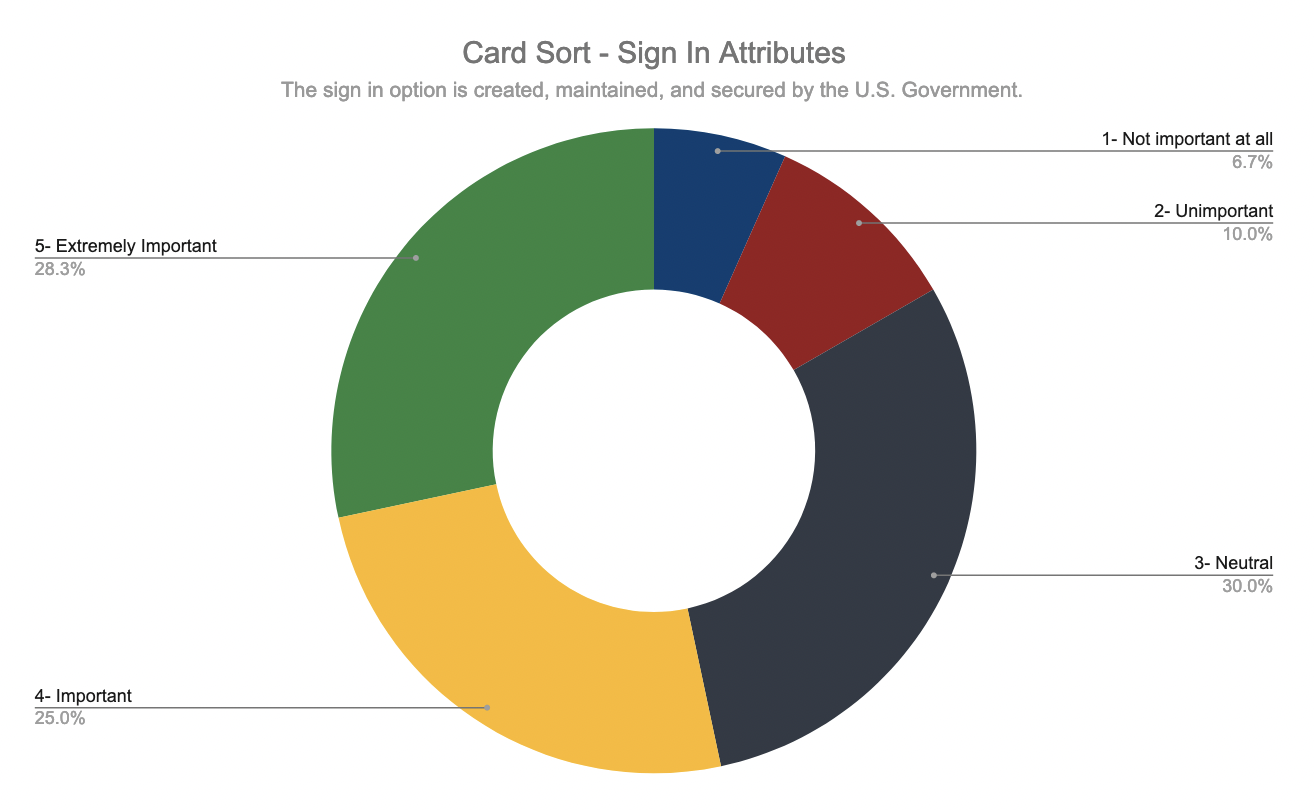 Card Sort - Sign In Attributes
The sign in option is created, maintained, and secured by the U.S. Government.
1- Not important at all
6.7%
2- Unimportant
10.0%
5- Extremely Important
28.3%
3- Neutral
30.0%
4- Important
25.0%